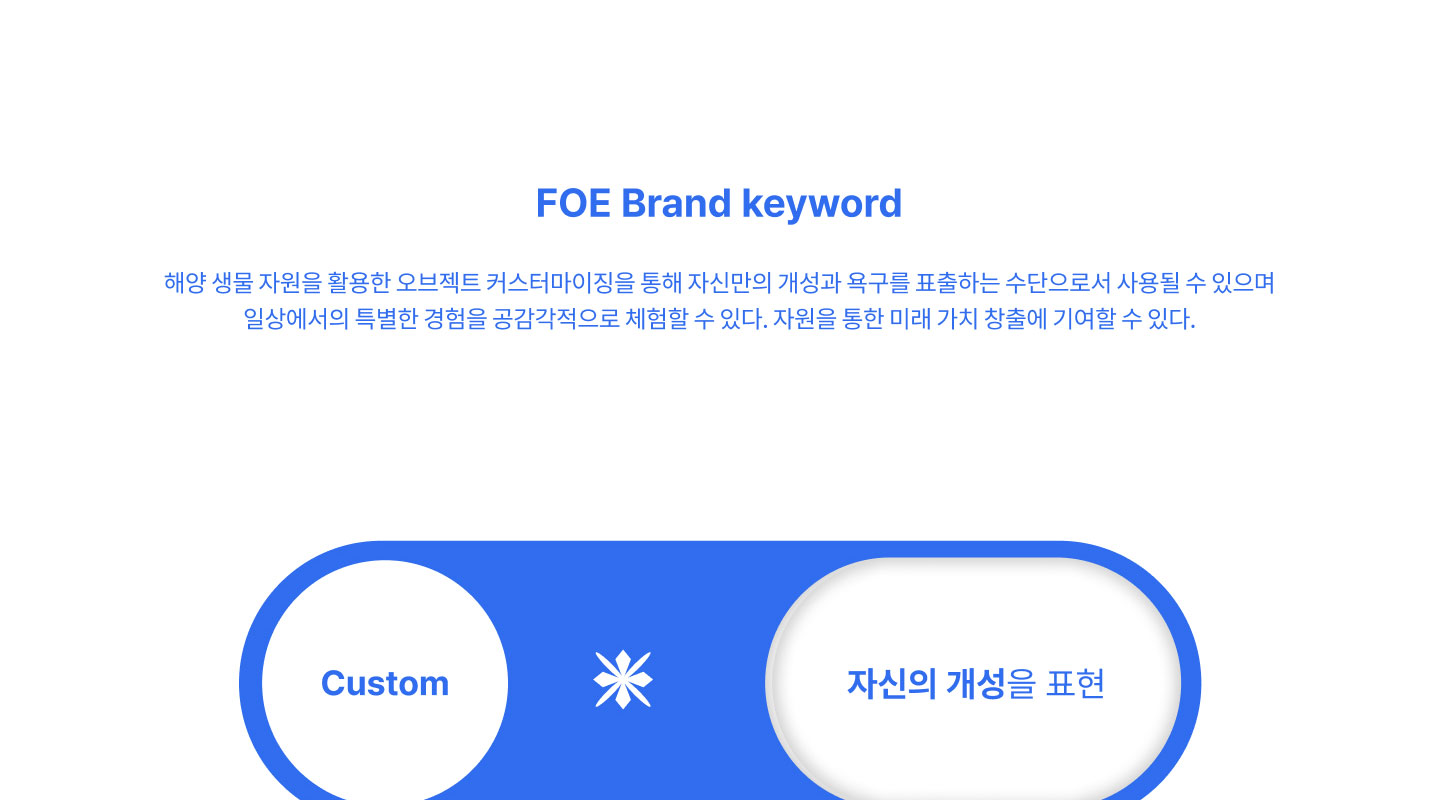 FOE Brand keyword
해양 생물 자원을 활용한 오브젝트 커스터마이징을 통해 자신만의 개성과 욕구를 표출하는 수단으로서 사용될 수 있으며
일상에서의 특별한 경험을 공감각적으로 체험할 수 있다. 자원을 통한 미래 가치 창출에 기여할 수 있다.
Custom
자신의 개성을 표현